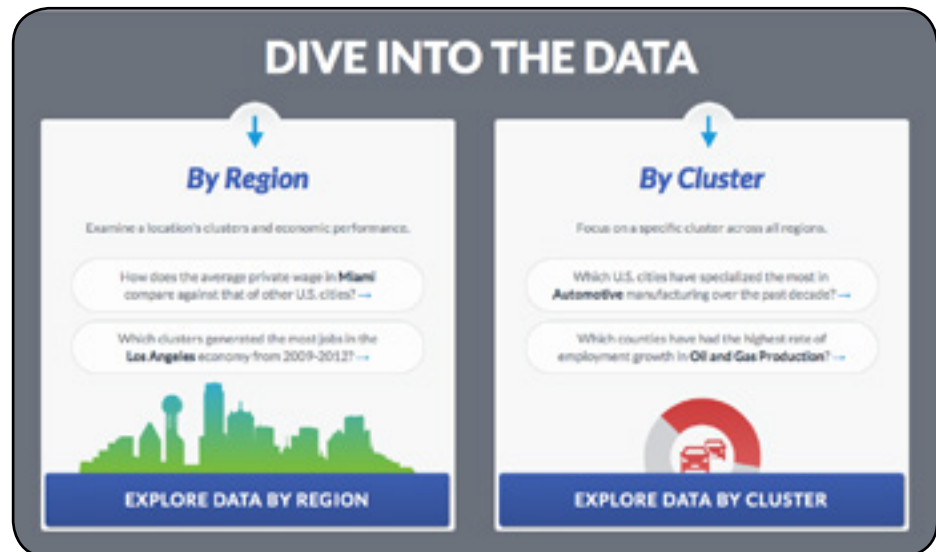 DIVE INTO THE DATA
By Region
Examine a location's clusters and economic performance.
How does the average private wage in Miami
compare against that of other U.S. cities? →
Which clusters generated the most jobs in the
Los Angeles economy from 2009-2012? →
EXPLORE DATA BY REGION
By Cluster
Focus on a specific cluster across all regions.
Which U.S. cities have specialized the most in
Automotive manufacturing over the past decade? →
Which counties have had the highest rate of
employment growth in Oil and Gas Production? →
EXPLORE DATA BY CLUSTER